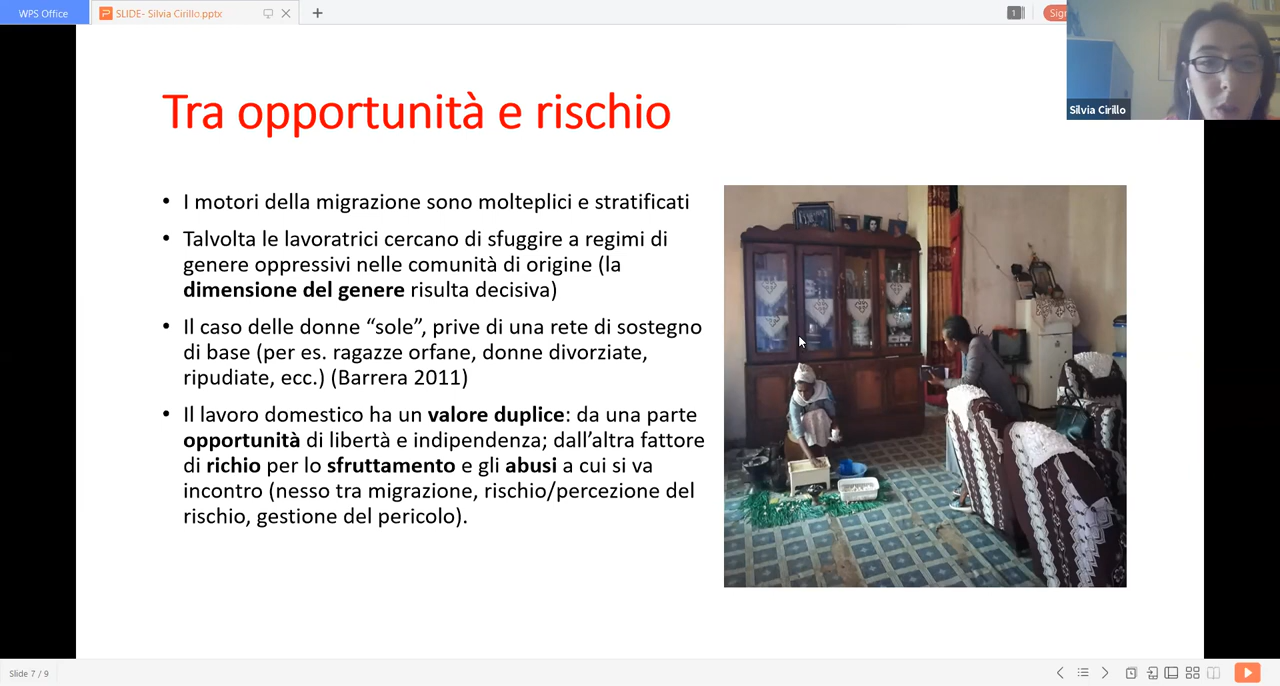 WPS Office
SLIDE- Silvia Cirillo.pptx
1
Sign
Silvia Cirillo
Tra opportunità e rischio
• I motori della migrazione sono molteplici e stratificati
• Talvolta le lavoratrici cercano di sfuggire a regimi di
genere oppressivi nelle comunità di origine (la
dimensione del genere risulta decisiva)
• Il caso delle donne “sole”, prive di una rete di sostegno
di base (per es. ragazze orfane, donne divorziate,
ripudiate, ecc.) (Barrera 2011)
• Il lavoro domestico ha un valore duplice: da una parte
opportunità di libertà e indipendenza; dall’altra fattore
di richio per lo sfruttamento e gli abusi a cui si va
incontro (nesso tra migrazione, rischio/percezione del
rischio, gestione del pericolo).
Slide 7 / 9